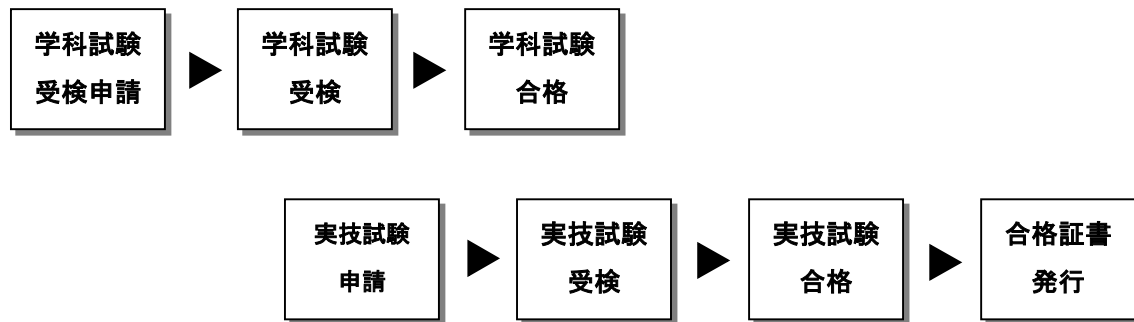 学科試験
受検申請
学科試験
受検
学科試験
合格
実技試験
申請
実技試験
受検
実技試験
合格
合格証書
発行